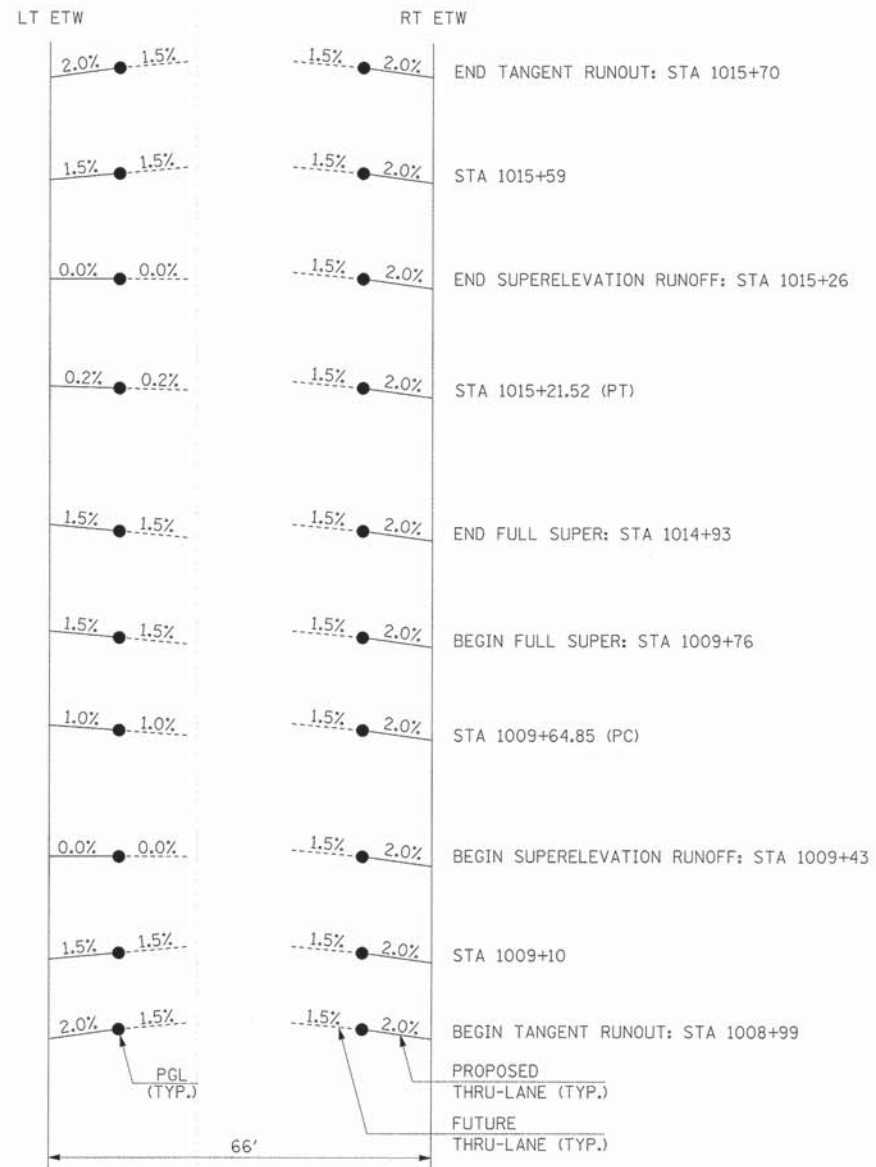 LT ETW RT ETW
2.0% 1.5% 1.5% 2.0% END TANGENT RUNOUT: STA 1015+70
1.5% 1.5% 1.5% 2.0% STA 1015+59
0.0% 0.0% 1.5% 2.0% END SUPERELEVATION RUNOFF: STA 1015+26
0.2% 0.2% 1.5% 2.0% STA 1015+21.52 (PT)
1.5% 1.5% 1.5% 2.0% END FULL SUPER: STA 1014+93
1.5% 1.5% 1.5% 2.0% BEGIN FULL SUPER: STA 1009+76
1.0% 1.0% 1.5% 2.0% STA 1009+64.85 (PC)
0.0% 0.0% 1.5% 2.0% BEGIN SUPERELEVATION RUNOFF: STA 1009+43
1.5% 1.5% 1.5% 2.0% STA 1009+10
2.0% 1.5% 1.5% 2.0% BEGIN TANGENT RUNOUT: STA 1008+99
PGL
(TYP.)
PROPOSED
THRU-LANE (TYP.)
FUTURE
THRU-LANE (TYP.)
66'